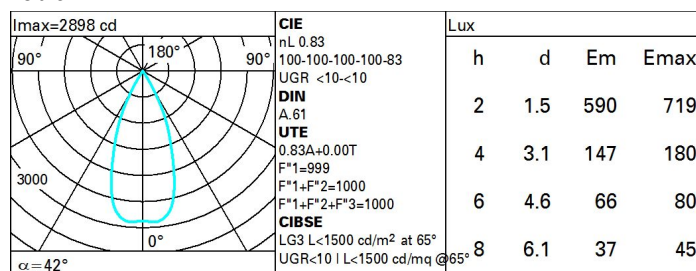 Imax=2898 cd
90°
180°
90°
3000
0°
α=42°
CIE
nL 0.83
100-100-100-100-83
UGR <10-<10
DIN
A.61
UTE
0.83A+0.00T
F"1=999
F"1+F"2=1000
F"1+F"2+F"3=1000
CIBSE
LG3 L<1500 cd/m² at 65°
UGR<10 | L<1500 cd/mq @65°
Lux
h d Em Emax
2 1.5 590 719
4 3.1 147 180
6 4.6 66 80
8 6.1 37 45